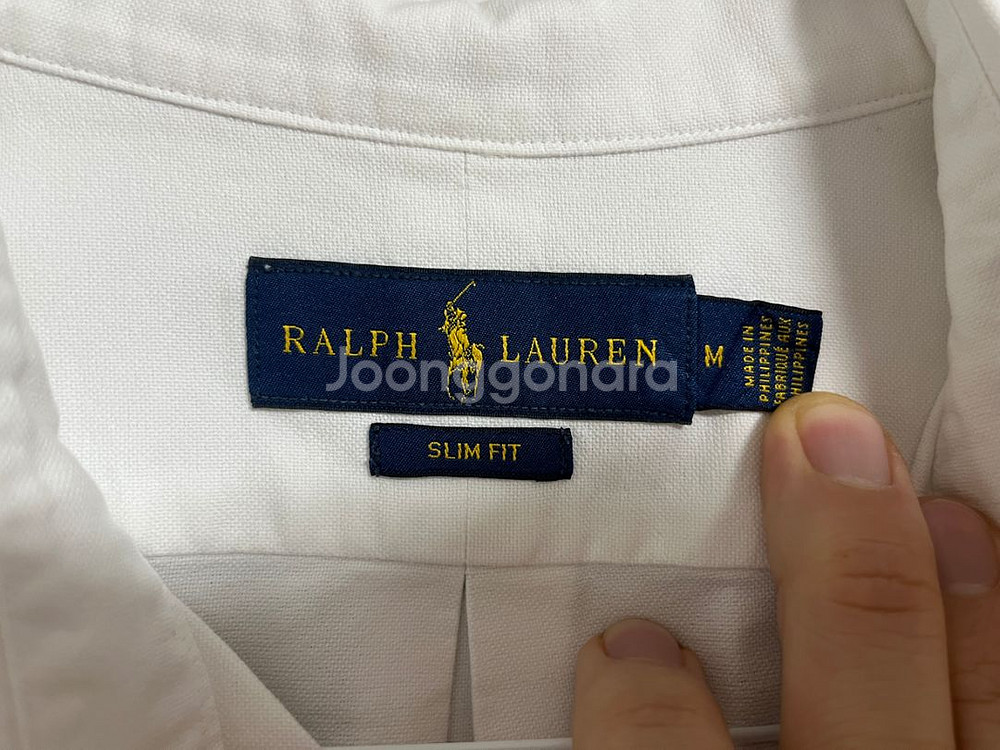 RALPH LAUREN
M
MADE IN
PHILIPPINES
FABRIQUÉ AUX
PHILIPPINES
Joonggonara
SLIM FIT